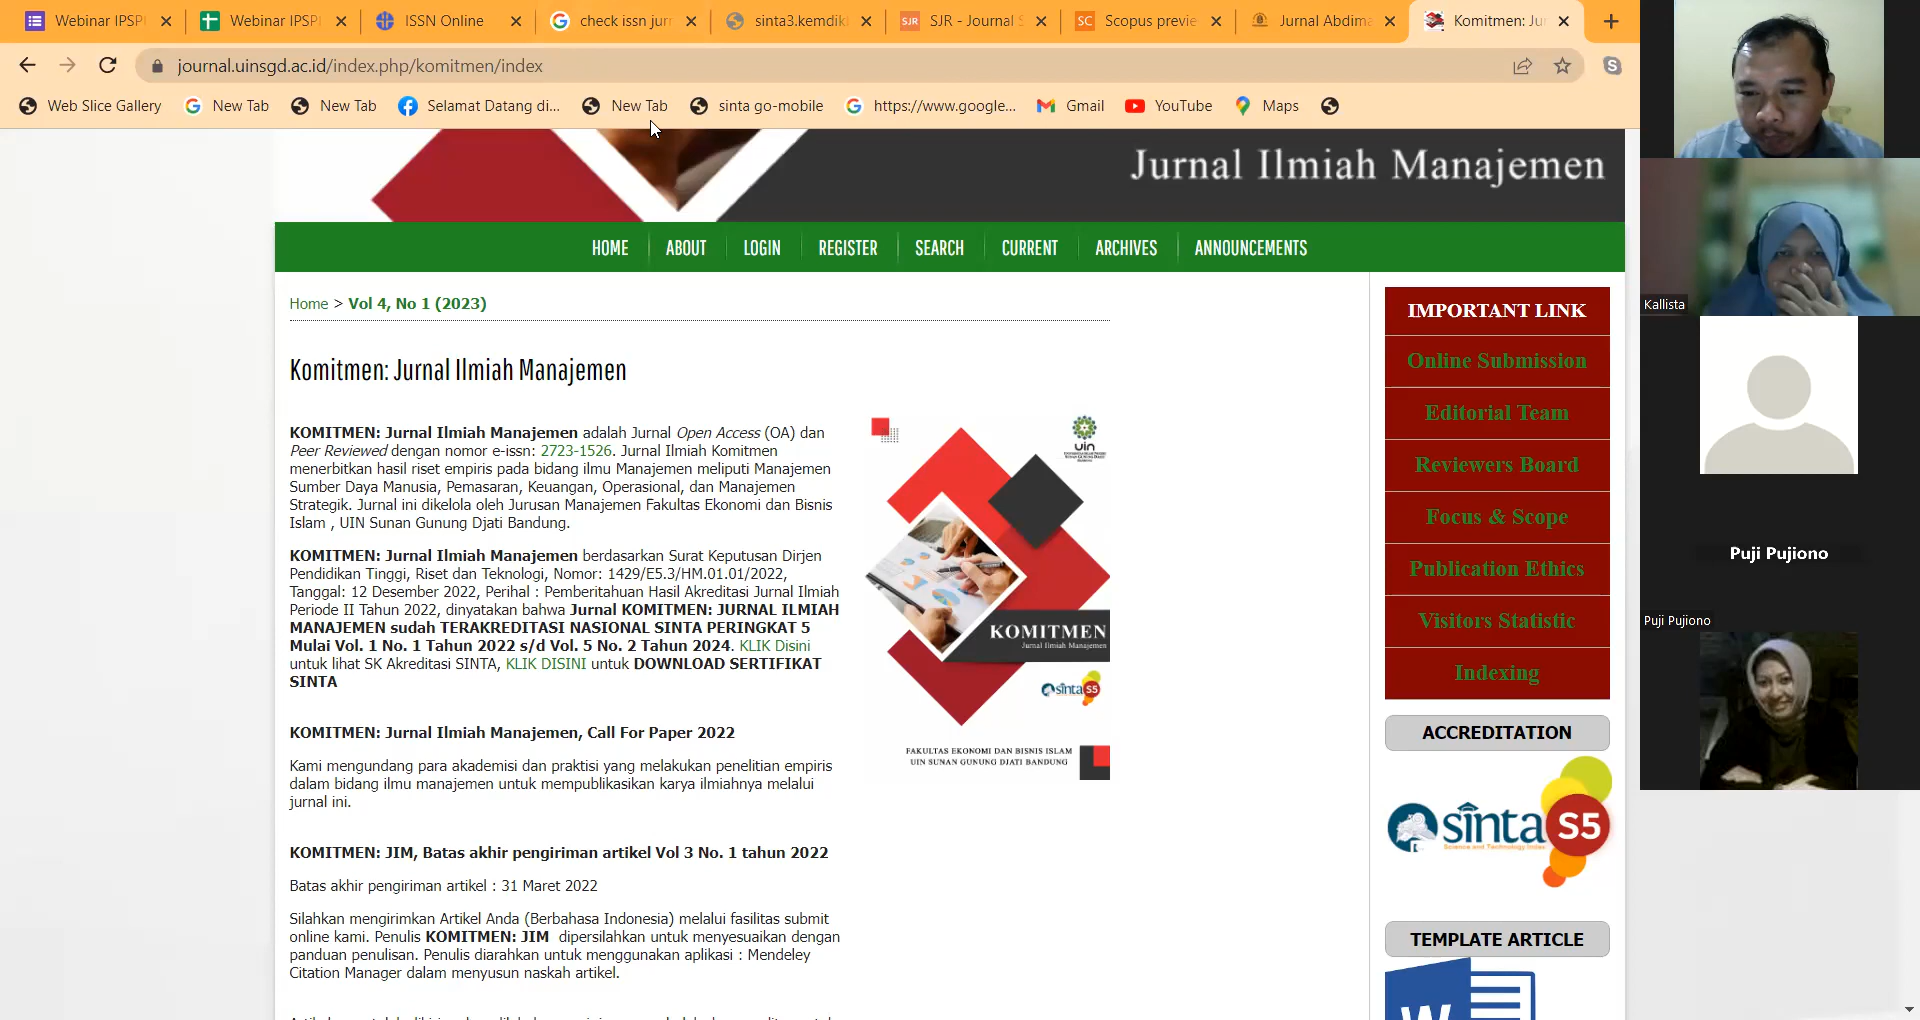 Webinar IPSPI
Webinar IPSPI
ISSN Online
check issn jurn
sinta3.kemdik
SJR - Journal S
Scopus previe
Jurnal Abdima
Komitmen: Ju
journal.uinsgd.ac.id/index.php/komitmen/index
Web Slice Gallery
New Tab
New Tab
Selamat Datang di...
New Tab
sinta go-mobile
https://www.google...
Gmail
YouTube
Maps
Jurnal Ilmiah Manajemen
HOME
ABOUT
LOGIN
REGISTER
SEARCH
CURRENT
ARCHIVES
ANNOUNCEMENTS
Home > Vol 4, No 1 (2023)
Komitmen: Jurnal Ilmiah Manajemen
KOMITMEN: Jurnal Ilmiah Manajemen adalah Jurnal Open Access (OA) dan
Peer Reviewed dengan nomor e-issn: 2723-1526. Jurnal Ilmiah Komitmen
menerbitkan hasil riset empiris pada bidang ilmu Manajemen meliputi Manajemen
Sumber Daya Manusia, Pemasaran, Keuangan, Operasional, dan Manajemen
Strategik. Jurnal ini dikelola oleh Jurusan Manajemen Fakultas Ekonomi dan Bisnis
Islam , UIN Sunan Gunung Djati Bandung.
KOMITMEN: Jurnal Ilmiah Manajemen berdasarkan Surat Keputusan Dirjen
Pendidikan Tinggi, Riset dan Teknologi, Nomor: 1429/E5.3/HM.01.01/2022,
Tanggal: 12 Desember 2022, Perihal : Pemberitahuan Hasil Akreditasi Jurnal Ilmiah
Periode II Tahun 2022, dinyatakan bahwa Jurnal KOMITMEN: JURNAL ILMIAH
MANAJEMEN sudah TERAKREDITASI NASIONAL SINTA PERINGKAT 5
Mulai Vol. 1 No. 1 Tahun 2022 s/d Vol. 5 No. 2 Tahun 2024. KLIK Disini
untuk lihat SK Akreditasi SINTA, KLIK DISINI untuk DOWNLOAD SERTIFIKAT
SINTA
KOMITMEN: Jurnal Ilmiah Manajemen, Call For Paper 2022
Kami mengundang para akademisi dan praktisi yang melakukan penelitian empiris
dalam bidang ilmu manajemen untuk mempublikasikan karya ilmiahnya melalui
jurnal ini.
KOMITMEN: JIM, Batas akhir pengiriman artikel Vol 3 No. 1 tahun 2022
Batas akhir pengiriman artikel : 31 Maret 2022
Silahkan mengirimkan Artikel Anda (Berbahasa Indonesia) melalui fasilitas submit
online kami. Penulis KOMITMEN: JIM dipersilahkan untuk menyesuaikan dengan
panduan penulisan. Penulis diarahkan untuk menggunakan aplikasi : Mendeley
Citation Manager dalam menyusun naskah artikel.
uin
KOMITMEN
Jurnal Ilmiah Manajemen
sinta S5
FAKULTAS EKONOMI DAN BISNIS ISLAM
UIN SUNAN GUNUNG DJATI BANDUNG
IMPORTANT LINK
Online Submission
Editorial Team
Reviewers Board
Focus & Scope
Publication Ethics
Visitors Statistic
Indexing
ACCREDITATION
sinta S5
Science and Technology Index
TEMPLATE ARTICLE
W
Kallista
Puji Pujiono
Puji Pujiono